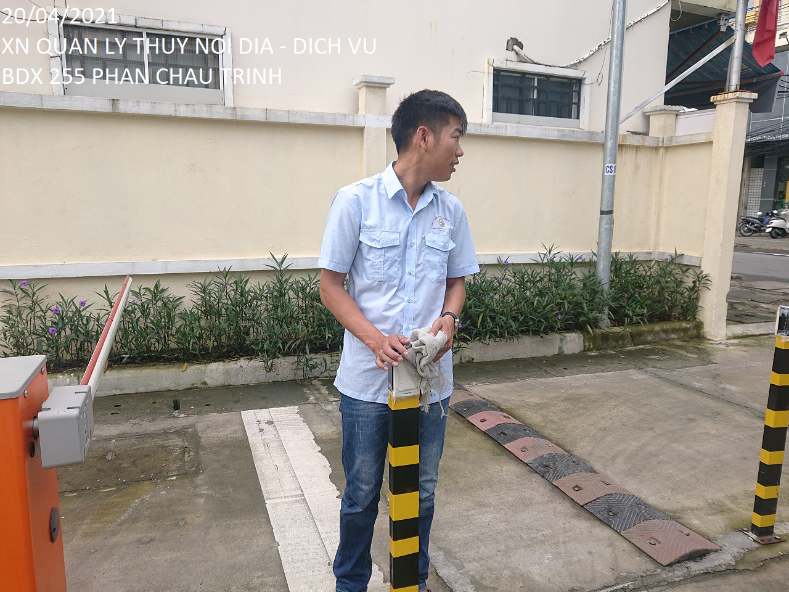 20/04/2021
XN QUAN LY THUY NOI DIA - DICH VU
BDX 255 PHAN CHAU TRINH